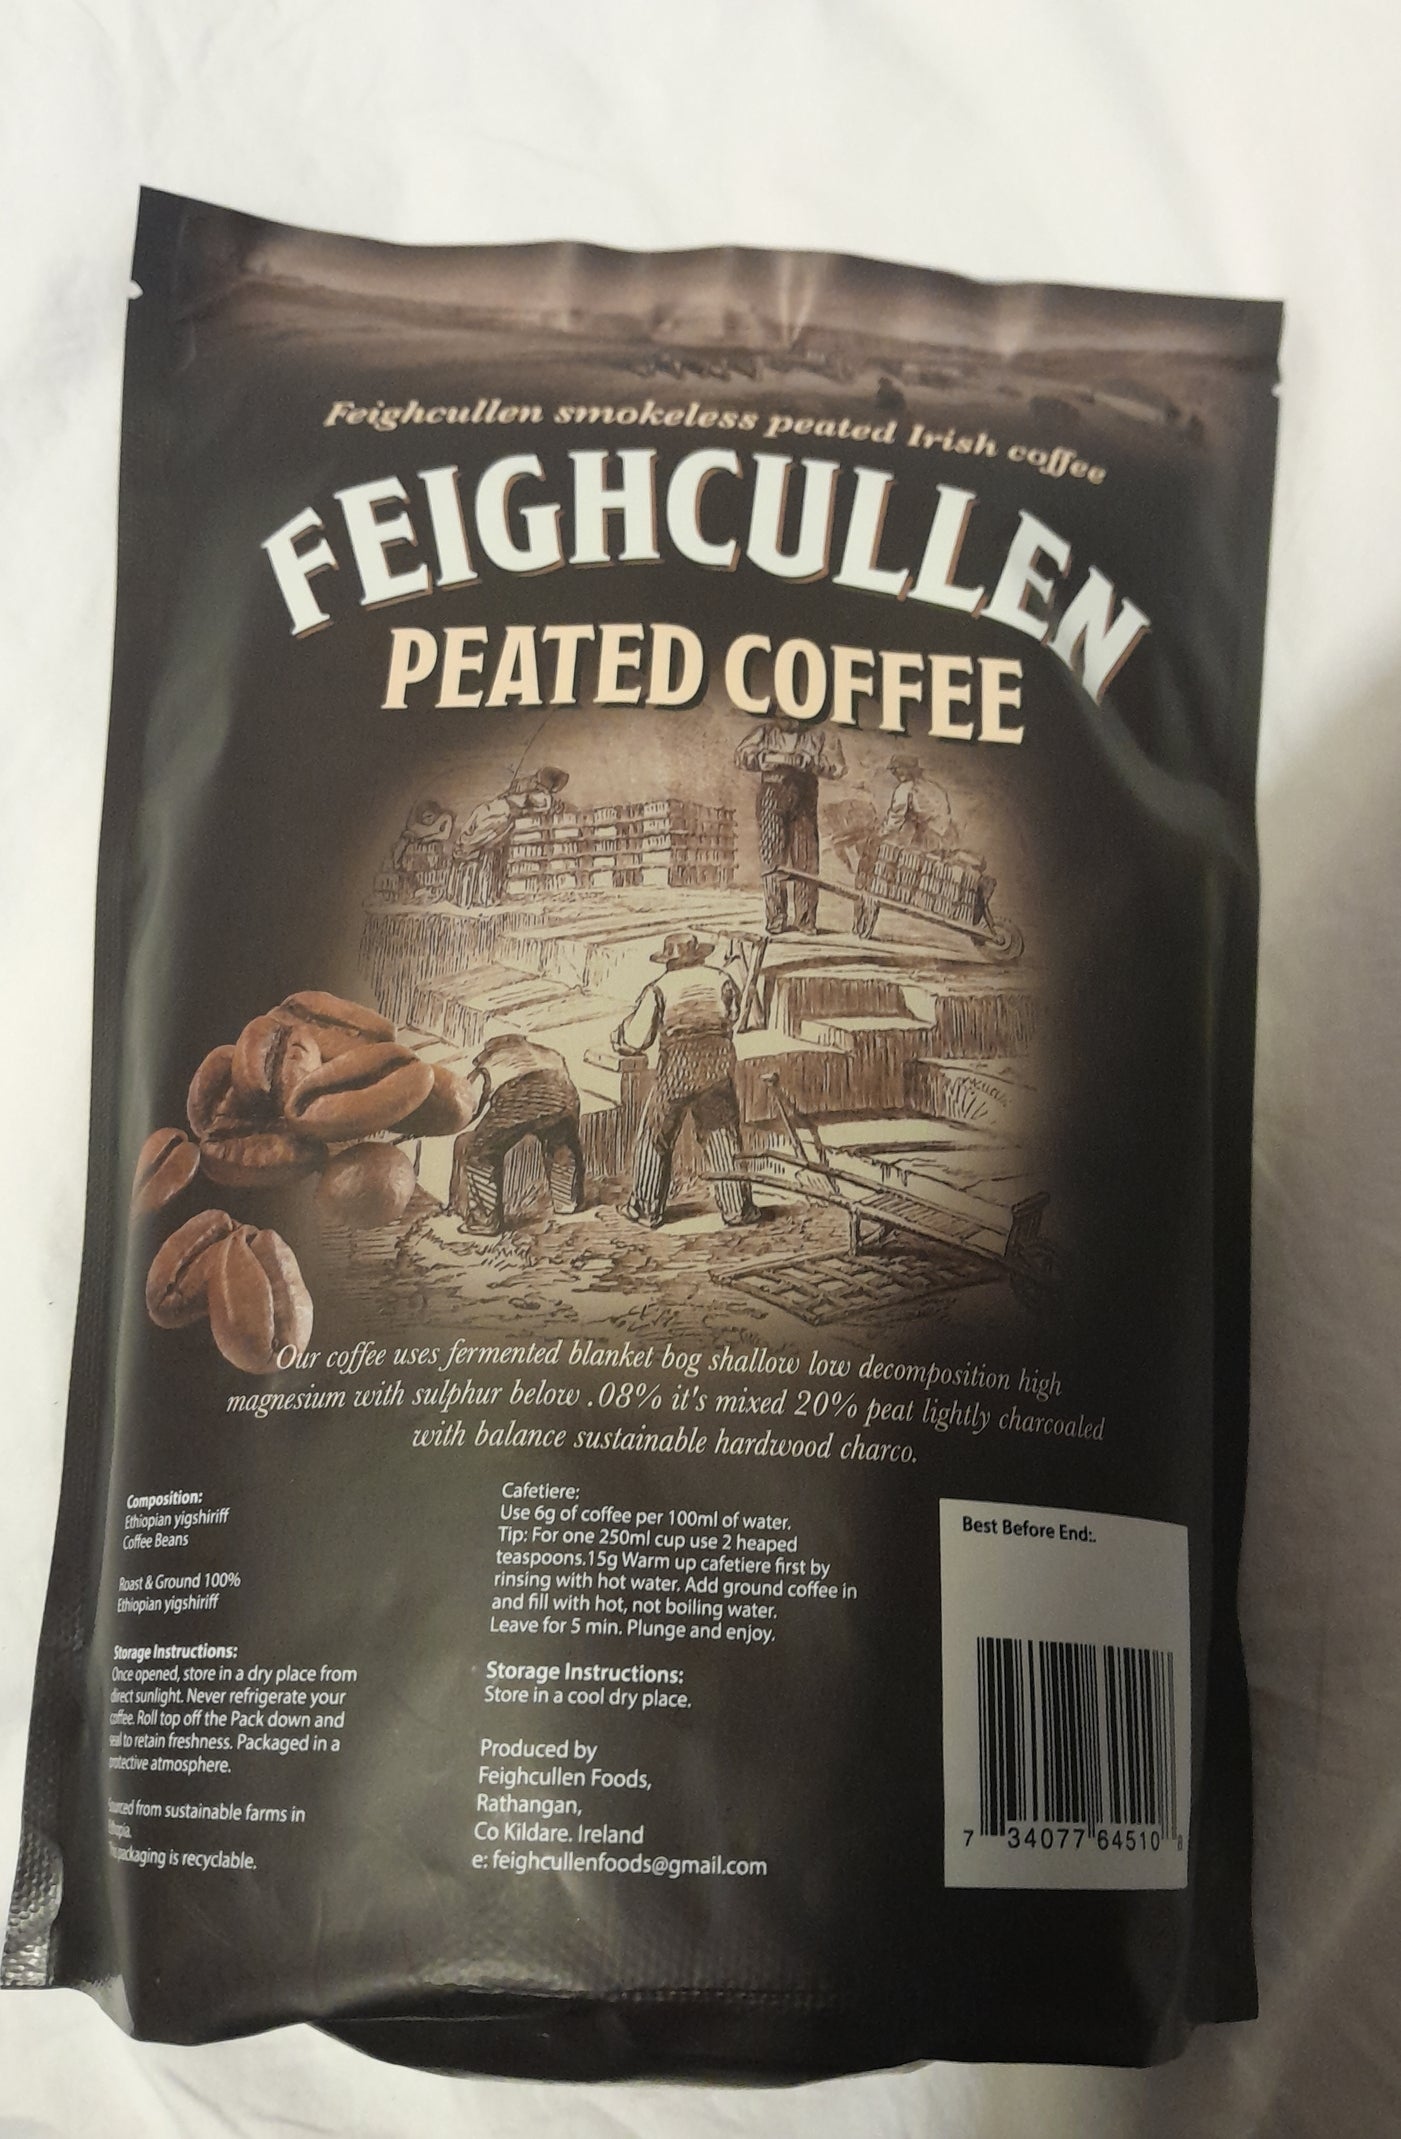 Feighcullen smokeless peated Irish coffee
FEIGHCULLEN
PEATED COFFEE
Our coffee uses fermented blanket bog shallow low decomposition high
magnesium with sulphur below .08% it's mixed 20% peat lightly charcoaled
with balance sustainable hardwood charco.
Composition:
Ethiopian yigshiriff
Coffee Beans
Roast & Ground 100%
Ethiopian yigshiriff
Storage Instructions:
Once opened, store in a dry place from
direct sunlight. Never refrigerate your
coffee. Roll top off the Pack down and
seal to retain freshness. Packaged in a
protective atmosphere.
Sourced from sustainable farms in
packaging is recyclable.
Cafetiere:
Use 6g of coffee per 100ml of water.
Tip: For one 250ml cup use 2 heaped
teaspoons.15g Warm up cafetiere first by
rinsing with hot water. Add ground coffee in
and fill with hot, not boiling water.
Leave for 5 min. Plunge and enjoy.
Storage Instructions:
Store in a cool dry place.
Produced by
Feighcullen Foods,
Rathangan,
Co Kildare. Ireland
e: feighcullenfoods@gmail.com
Best Before End:.
7 34077 64510 8